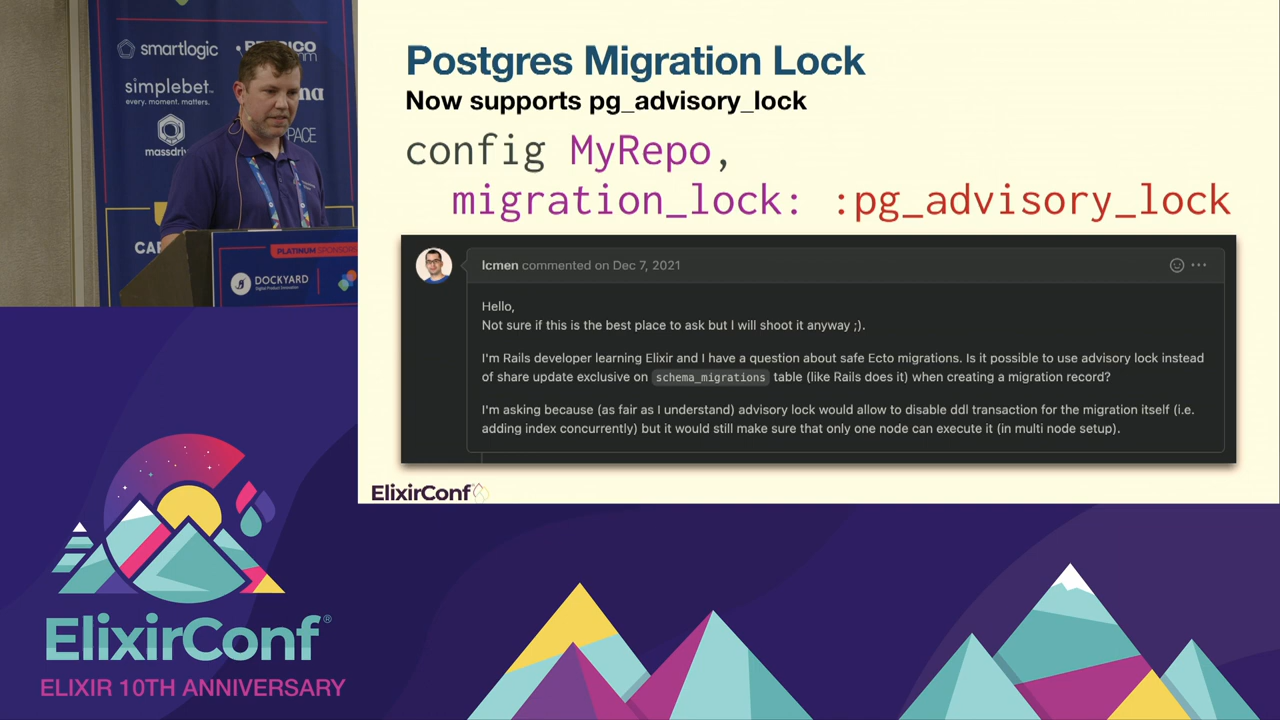 smartlogic
simplebet
every. moment. matters.
massdriv
PACE
CAR
PLATINUM SPONSORS
DOCKYARD
Digital Product Innovation
Postgres Migration Lock
Now supports pg_advisory_lock
config MyRepo,
migration_lock: :pg_advisory_lock
lcmen commented on Dec 7, 2021
Hello,
Not sure if this is the best place to ask but I will shoot it anyway ;).
I'm Rails developer learning Elixir and I have a question about safe Ecto migrations. Is it possible to use advisory lock instead
of share update exclusive on schema_migrations table (like Rails does it) when creating a migration record?
I'm asking because (as fair as I understand) advisory lock would allow to disable ddl transaction for the migration itself (i.e.
adding index concurrently) but it would still make sure that only one node can execute it (in multi node setup).
ElixirConf
ElixirConf®
ELIXIR 10TH ANNIVERSARY